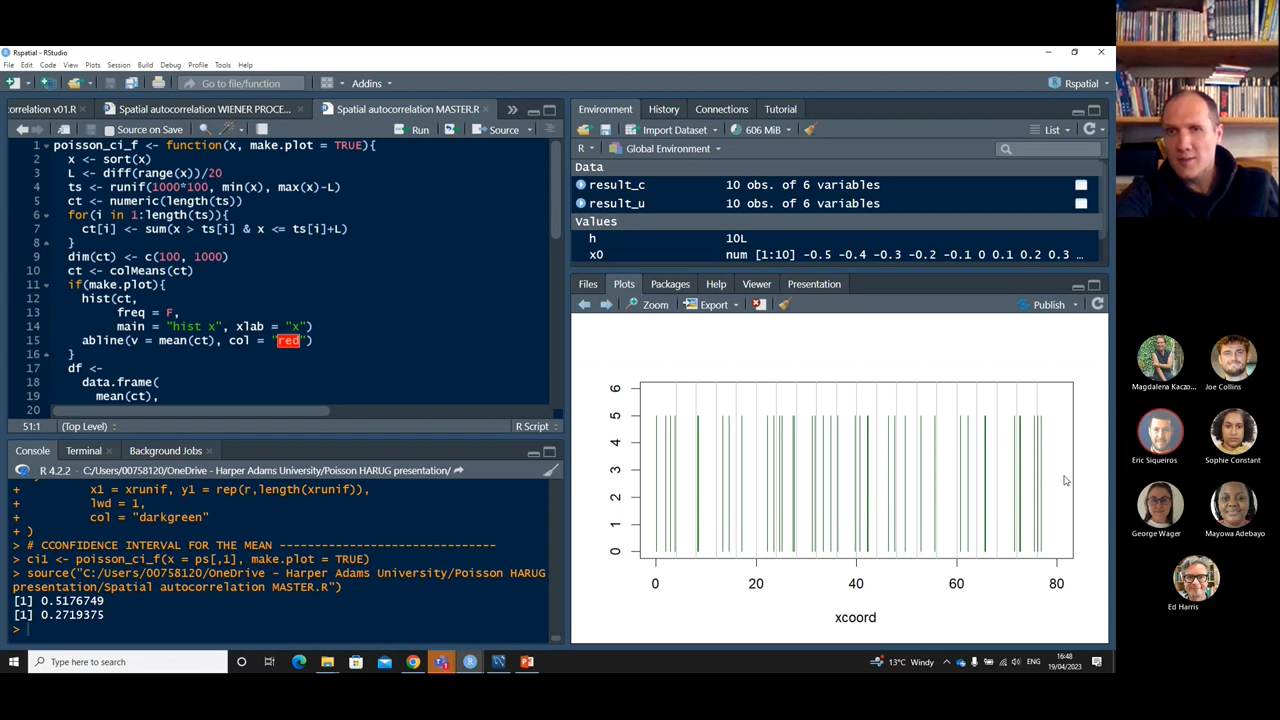 Rspatial - RStudio
File Edit Code View Plots Session Build Debug Profile Tools Help
Go to file/function
Addins
Rspatial
correlation v01.R
Spatial autocorrelation WIENER PROCE...
Spatial autocorrelation MASTER.R
Source on Save
Run
Source
1 poisson_ci_f <- function(x, make.plot = TRUE){
2 x <- sort(x)
3 L <- diff(range(x))/20
4 ts <- runif(1000*100, min(x), max(x)-L)
5 ct <- numeric(length(ts))
6 for(i in 1:length(ts)){
7 ct[i] <- sum(x > ts[i] & x <= ts[i]+L)
8 }
9 dim(ct) <- c(100, 1000)
10 ct <- colMeans(ct)
11 if(make.plot){
12 hist(ct,
13 freq = F,
14 main = "hist x", xlab = "x")
15 abline(v = mean(ct), col = "red")
16 }
17 df <-
18 data.frame(
19 mean(ct),
20
51:1 (Top Level) R Script
Console Terminal Background Jobs
R 4.2.2 · C:/Users/00758120/OneDrive - Harper Adams University/Poisson HARUG presentation/
+ x1 = xrunif, y1 = rep(r,length(xrunif)),
+ lwd = 1,
+ col = "darkgreen"
+ )
> # CCONFIDENCE INTERVAL FOR THE MEAN -------------------------------
> ci1 <- poisson_ci_f(x = ps[,1], make.plot = TRUE)
> source("C:/Users/00758120/OneDrive - Harper Adams University/Poisson HARUG
presentation/Spatial autocorrelation MASTER.R")
[1] 0.5176749
[1] 0.2719375
>
Environment History Connections Tutorial
Import Dataset 606 MiB List
R Global Environment
Data
result_c 10 obs. of 6 variables
result_u 10 obs. of 6 variables
Values
h 10L
x0 num [1:10] -0.5 -0.4 -0.3 -0.2 -0.1 0 0.1 0.2 0.3 ...
Files Plots Packages Help Viewer Presentation
Zoom Export Publish
6
5
4
3
2
1
0
0 20 40 60 80
xcoord
Magdalena Kaczo...
Joe Collins
Eric Siqueiros
Sophie Constant
George Wager
Mayowa Adebayo
Ed Harris
Type here to search
13°C Windy
ENG
16:48
19/04/2023